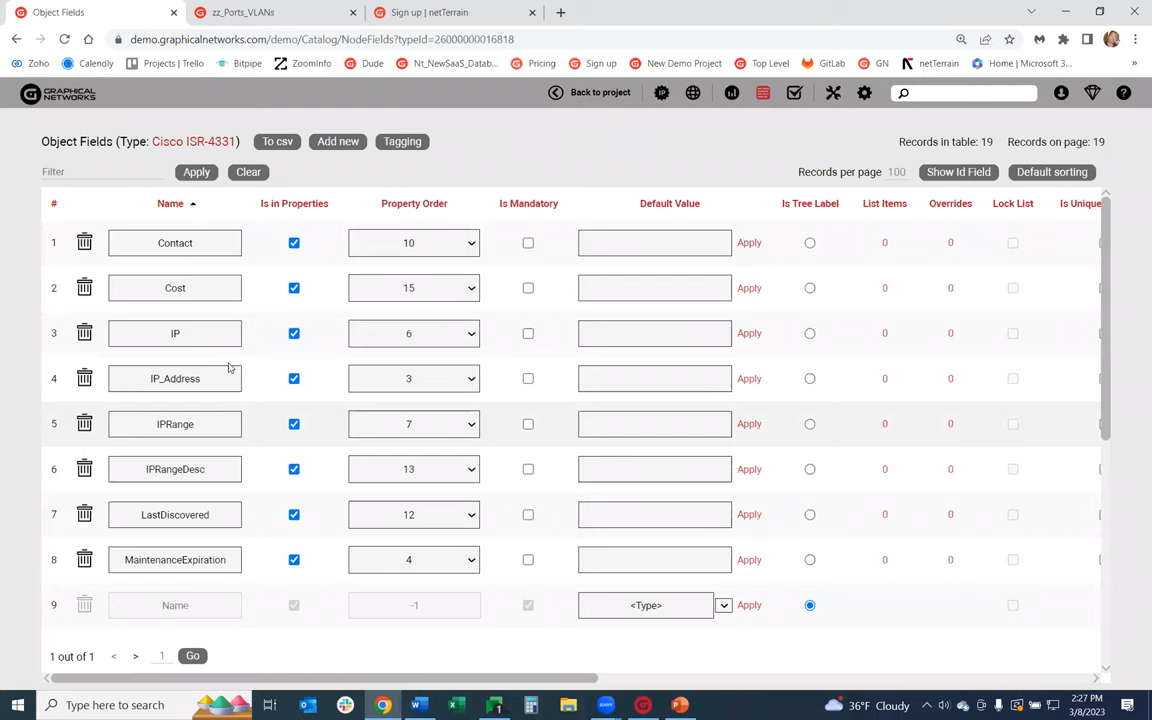 Object Fields
zz_Ports_VLANs
Sign up | netTerrain
demo.graphicalnetworks.com/demo/Catalog/NodeFields?typeId=26000000016818
Zoho Calendly Projects | Trello Bitpipe ZoomInfo Dude Nt_NewSaaS_Datab... Pricing Sign up New Demo Project Top Level GitLab GN netTerrain Home | Microsoft 3... »
GRAPHICAL NETWORKS
Back to project
IP
Object Fields (Type: Cisco ISR-4331) To csv Add new Tagging Records in table: 19 Records on page: 19
Filter Apply Clear Records per page 100 Show Id Field Default sorting
# Name Is in Properties Property Order Is Mandatory Default Value Is Tree Label List Items Overrides Lock List Is Unique
1 Contact 10 Apply 0 0
2 Cost 15 Apply 0 0
3 IP 6 Apply 0 0
4 IP_Address 3 Apply 0 0
5 IPRange 7 Apply 0 0
6 IPRangeDesc 13 Apply 0 0
7 LastDiscovered 12 Apply 0 0
8 MaintenanceExpiration 4 Apply 0 0
9 Name -1 <Type> Apply
1 out of 1 < > 1 Go
Type here to search
36°F Cloudy
2:27 PM
3/8/2023